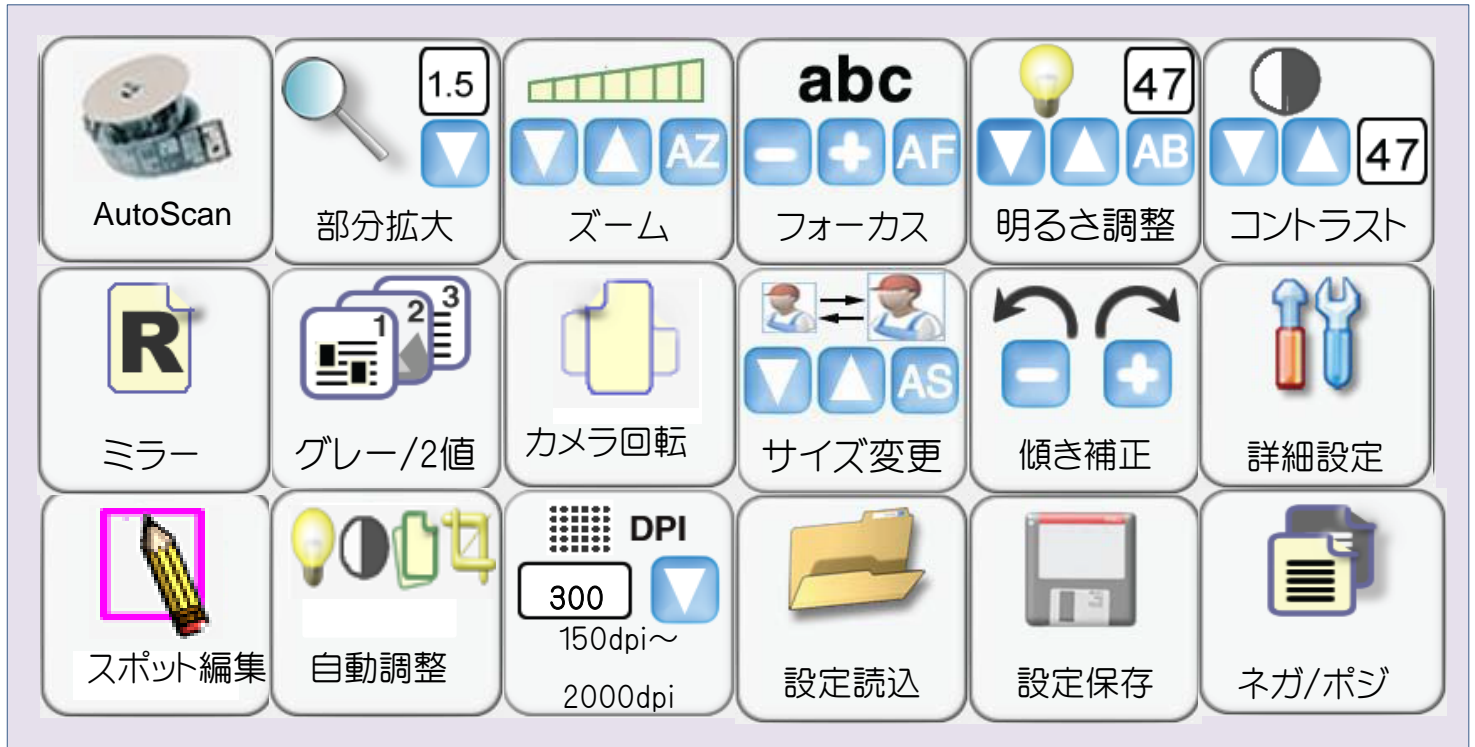 AutoScan
1.5
部分拡大
AZ
ズーム
abc
AF
フォーカス
47
AB
明るさ調整
47
コントラスト
R
ミラー
1 2 3
グレー/2値
カメラ回転
AS
サイズ変更
傾き補正
詳細設定
スポット編集
自動調整
DPI
300
150dpi～
2000dpi
設定読込
設定保存
ネガ/ポジ